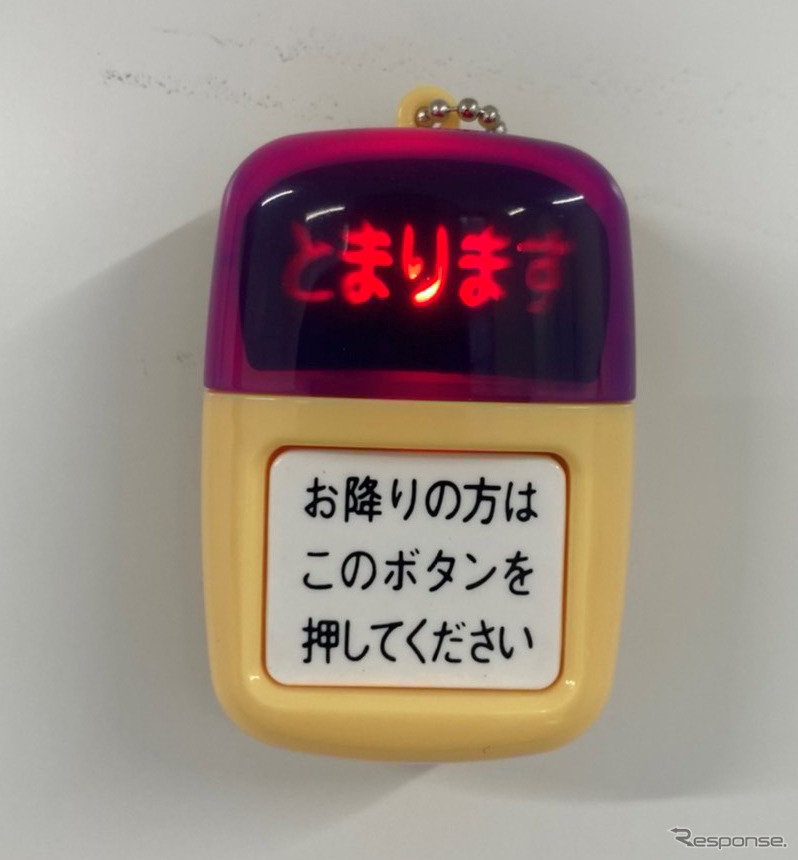 とまります
お降りの方は
このボタンを
押してください
Response.